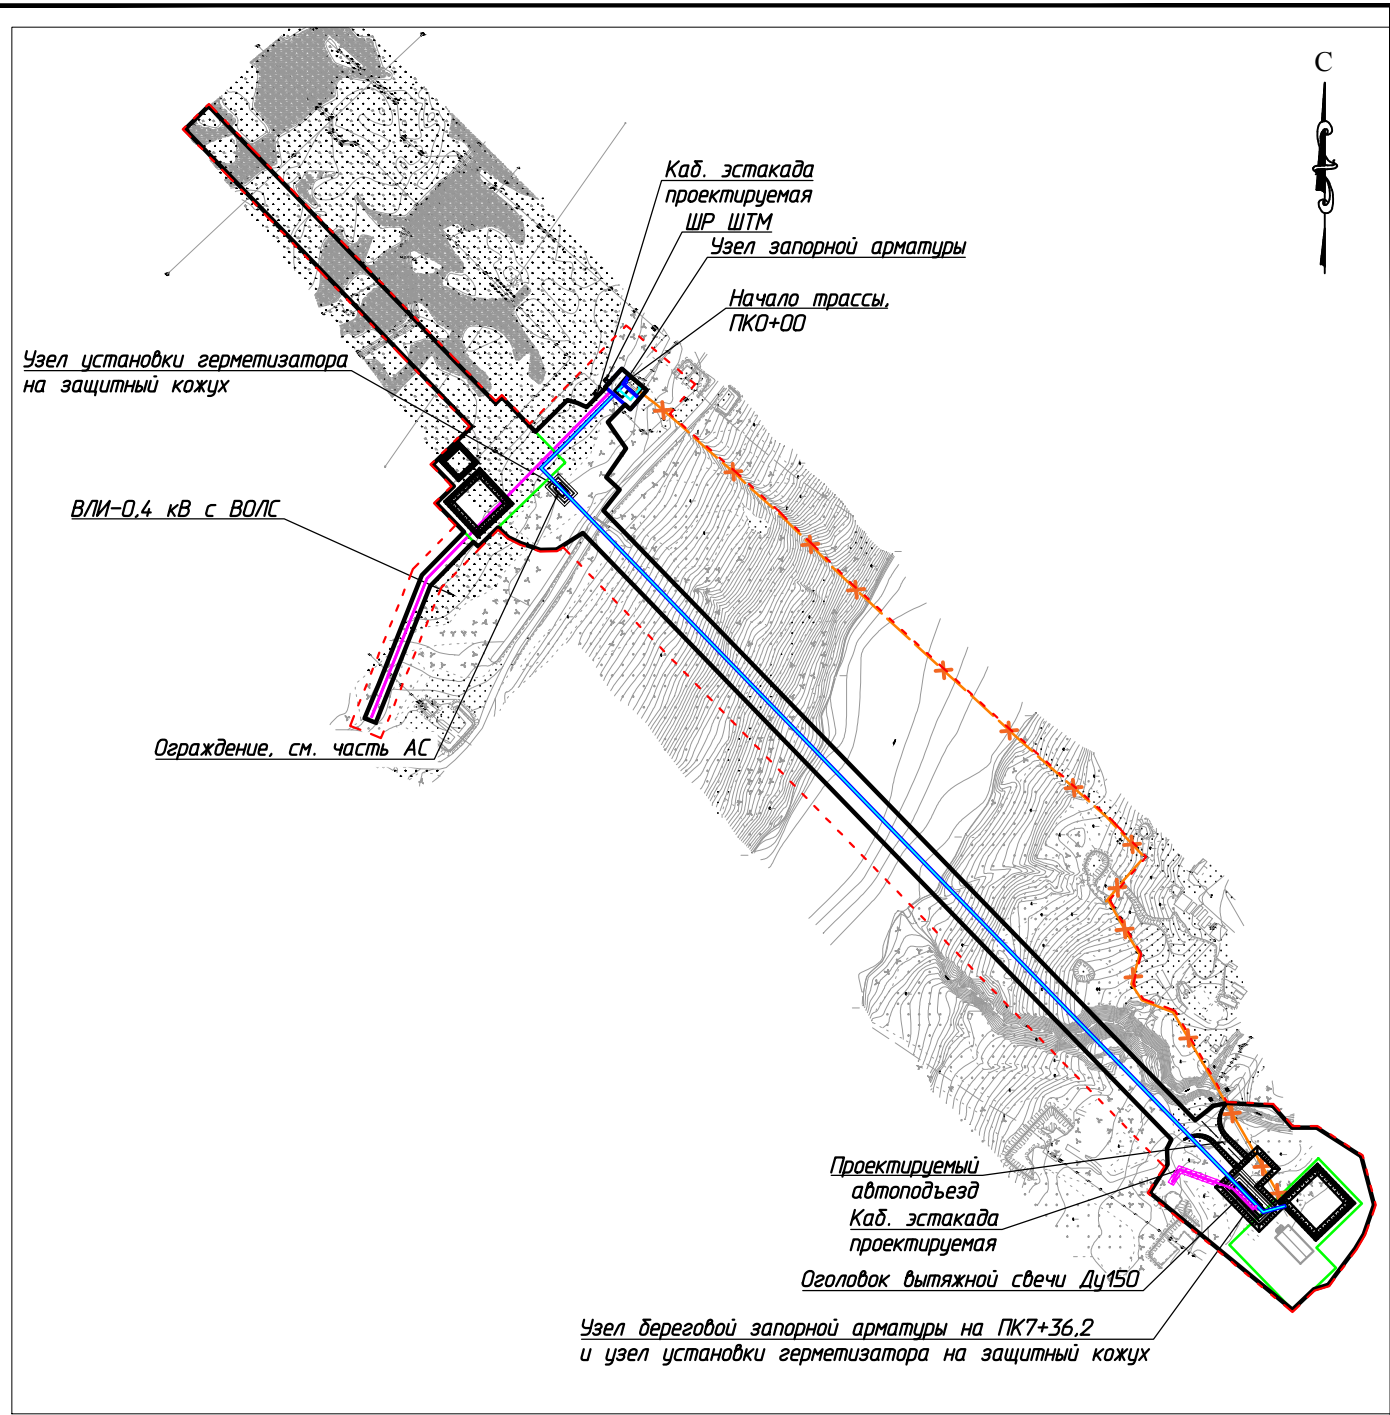 С
Каб. эстакада
проектируемая
ШР ШТМ
Узел запорной арматуры
Начало трассы,
ПК0+00
Узел установки герметизатора
на защитный кожух
ВЛИ-0,4 кВ с ВОЛС
Ограждение, см. часть АС
Проектируемый
автоподъезд
Каб. эстакада
проектируемая
Оголовок вытяжной свечи Ду150
Узел береговой запорной арматуры на ПК7+36,2
и узел установки герметизатора на защитный кожух